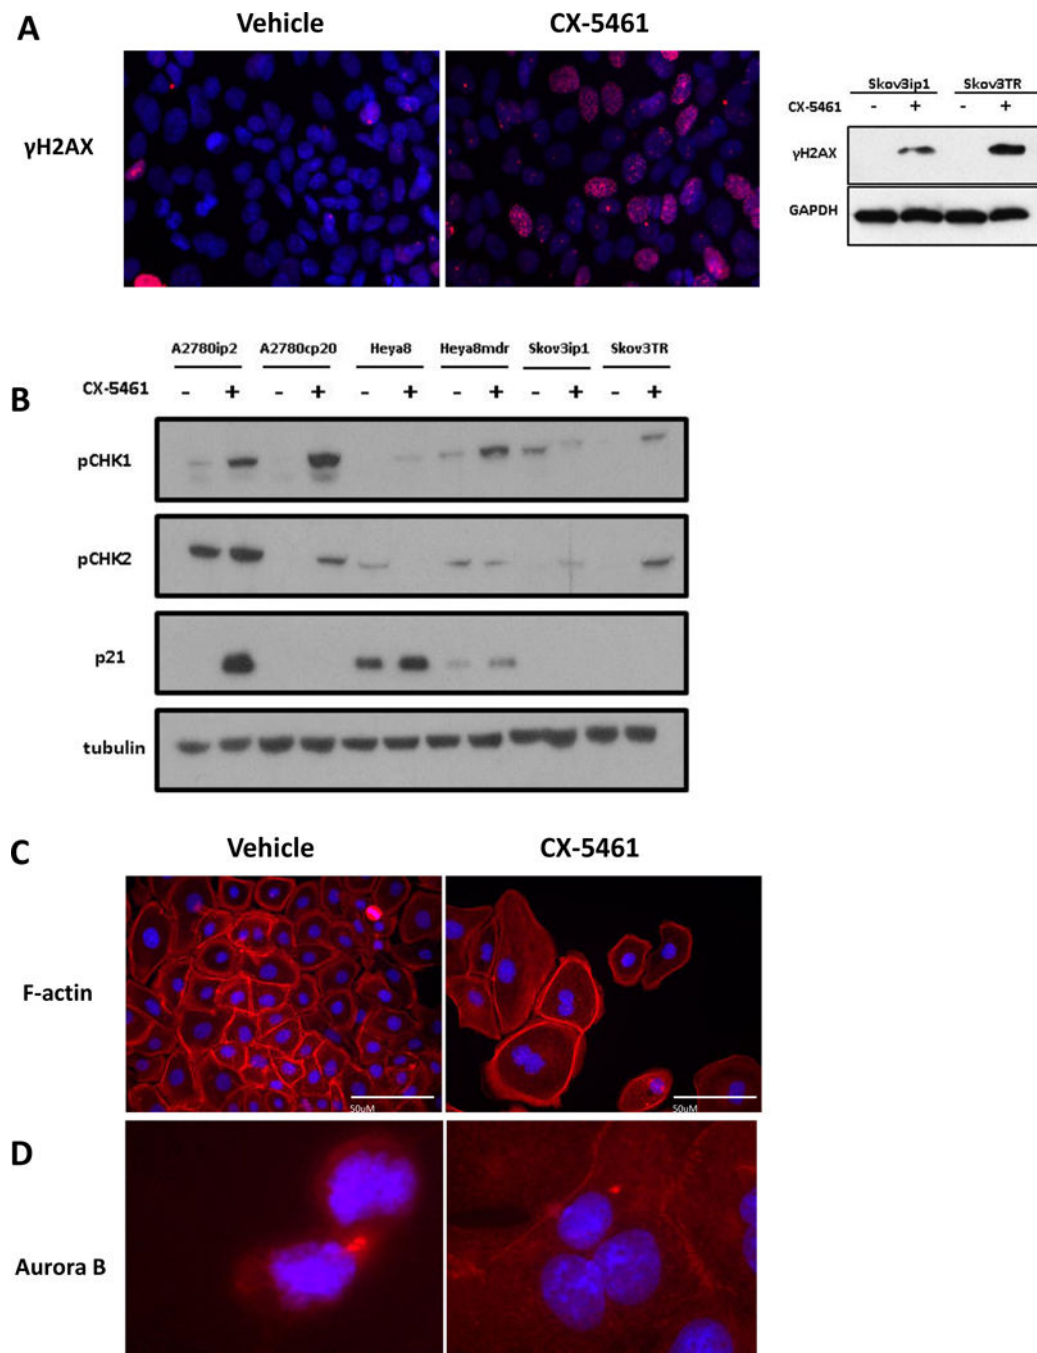 A
Vehicle
CX-5461
γH2AX
Skov3ip1 Skov3TR
CX-5461 - + - +
γH2AX
GAPDH
B
A2780ip2 A2780cp20 Heya8 Heya8mdr Skov3ip1 Skov3TR
CX-5461 - + - + - + - + - + - +
pCHK1
pCHK2
p21
tubulin
C
Vehicle
CX-5461
F-actin
50uM
50uM
D
Aurora B